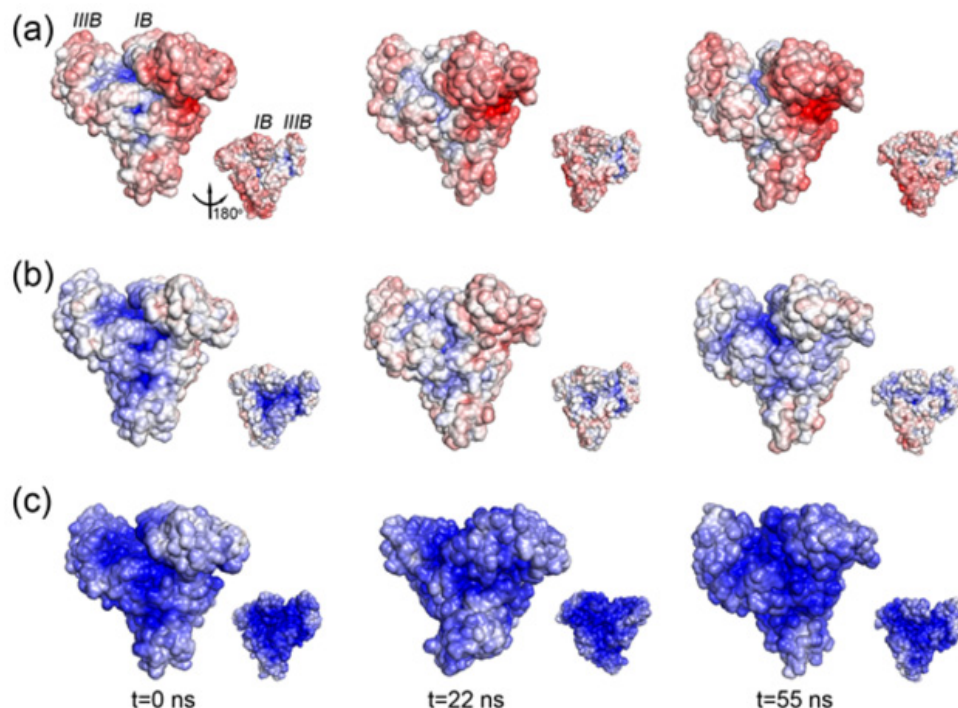 (a)
IIIB IB
IB IIIB
180°
(b)
(c)
t=0 ns t=22 ns t=55 ns